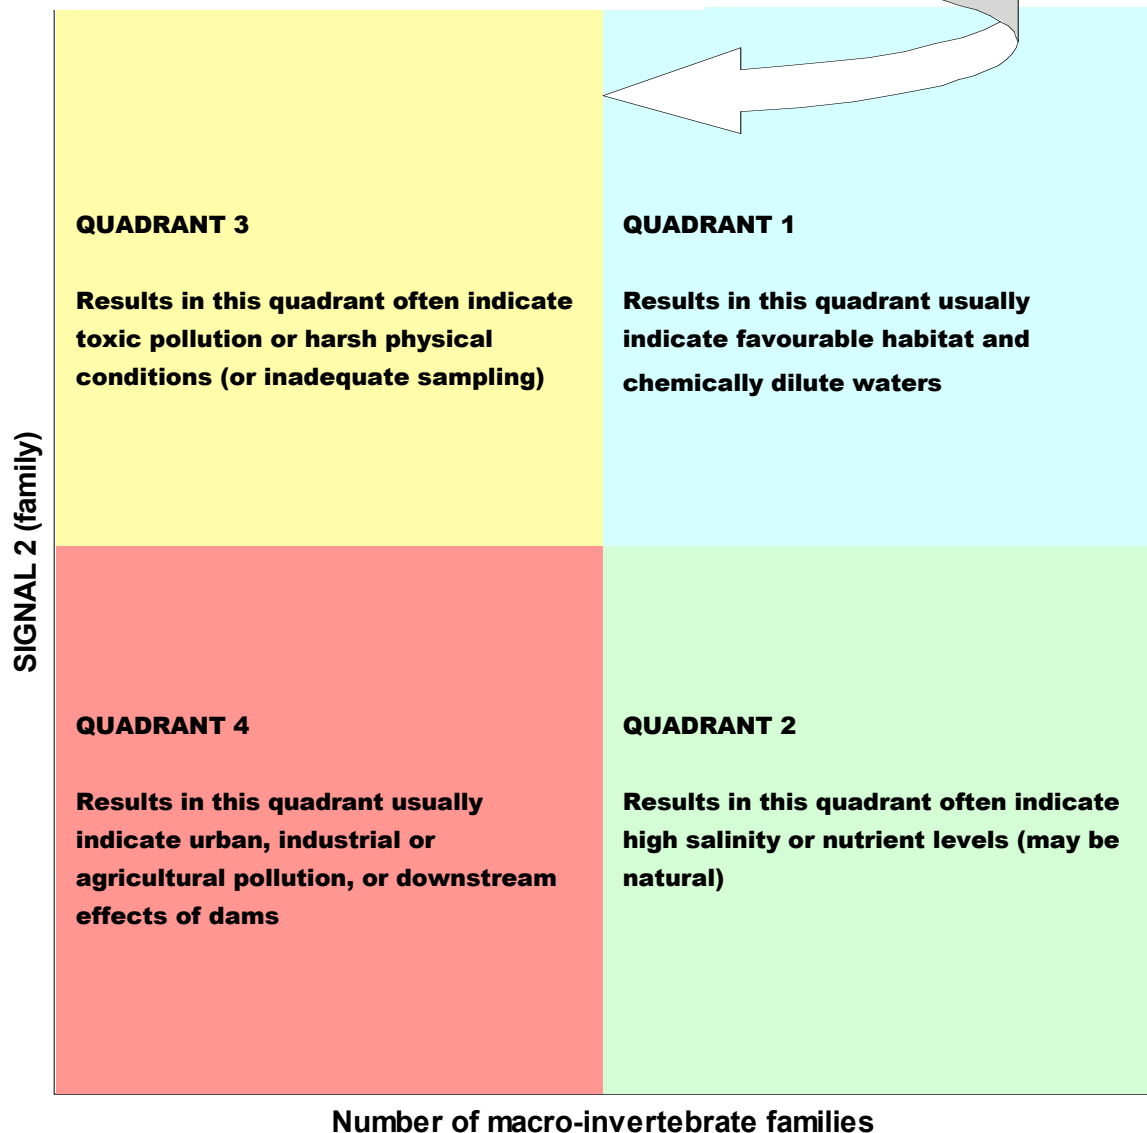 QUADRANT 3
Results in this quadrant often indicate
toxic pollution or harsh physical
conditions (or inadequate sampling)
QUADRANT 1
Results in this quadrant usually
indicate favourable habitat and
chemically dilute waters
SIGNAL 2 (family)
QUADRANT 4
Results in this quadrant usually
indicate urban, industrial or
agricultural pollution, or downstream
effects of dams
QUADRANT 2
Results in this quadrant often indicate
high salinity or nutrient levels (may be
natural)
Number of macro-invertebrate families